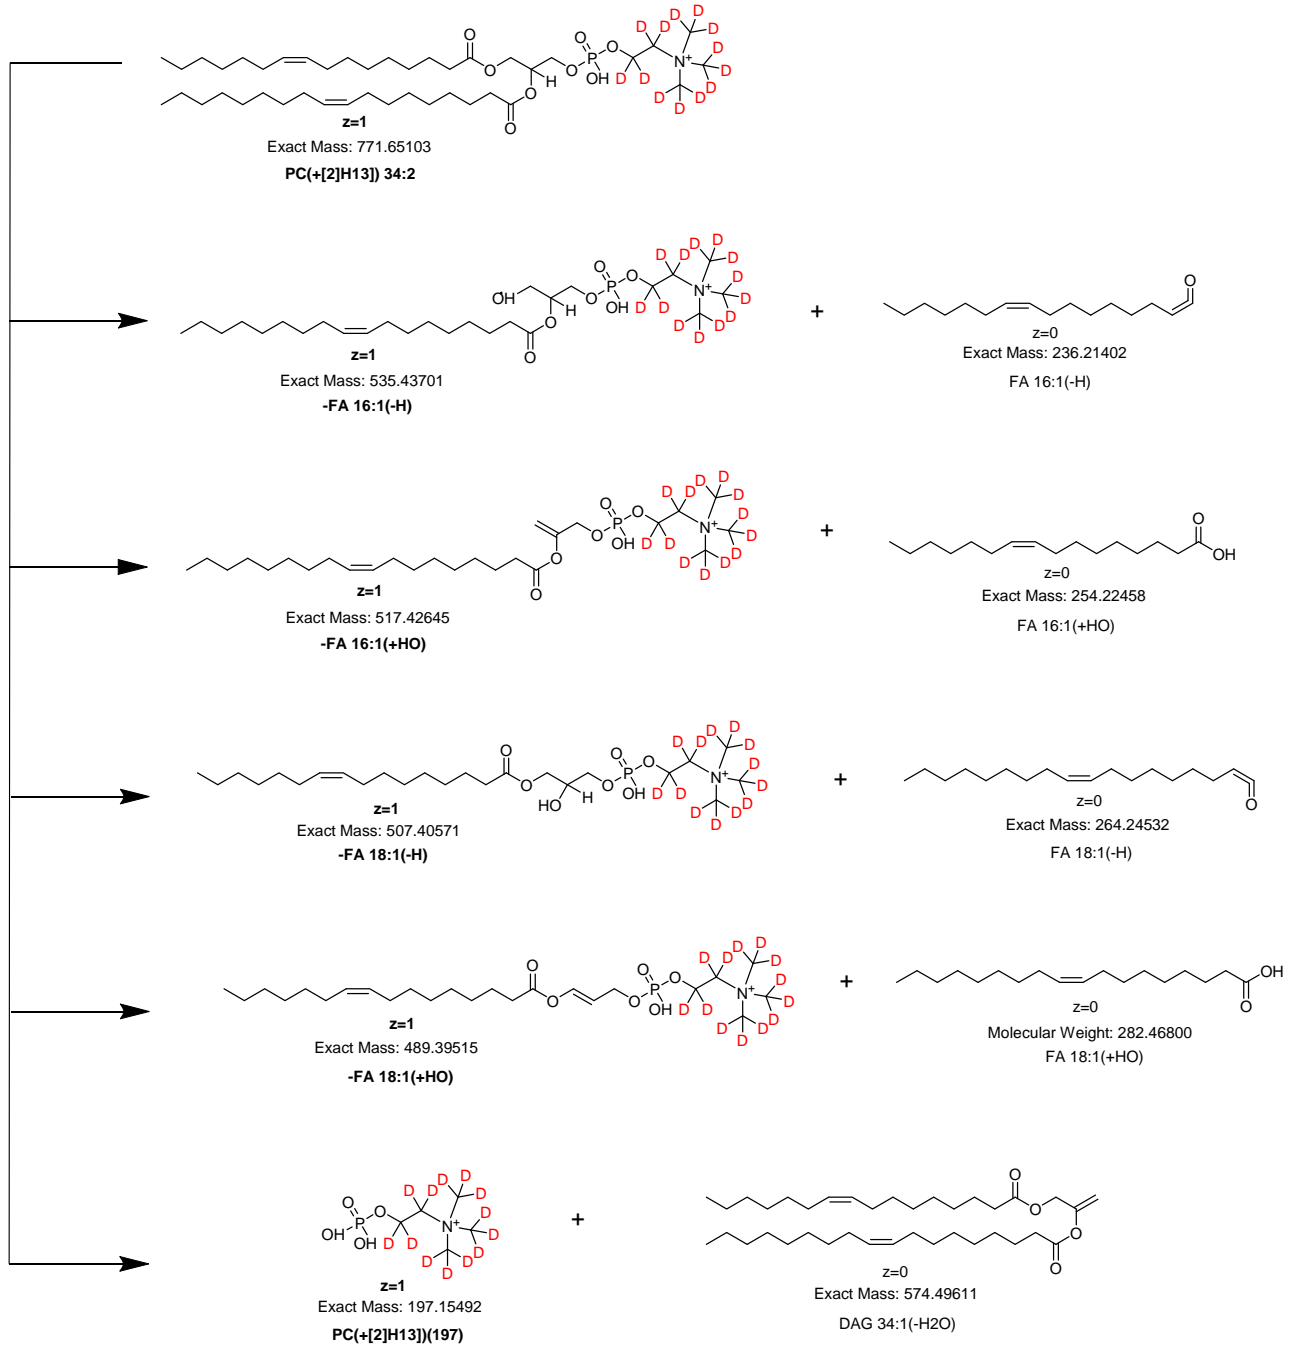 z=1
Exact Mass: 771.65103
PC(+[2]H13]) 34:2
z=1
Exact Mass: 535.43701
-FA 16:1(-H)
+
z=0
Exact Mass: 236.21402
FA 16:1(-H)
z=1
Exact Mass: 517.42645
-FA 16:1(+HO)
+
z=0
Exact Mass: 254.22458
FA 16:1(+HO)
z=1
Exact Mass: 507.40571
-FA 18:1(-H)
+
z=0
Exact Mass: 264.24532
FA 18:1(-H)
z=1
Exact Mass: 489.39515
-FA 18:1(+HO)
+
z=0
Molecular Weight: 282.46800
FA 18:1(+HO)
z=1
Exact Mass: 197.15492
PC(+[2]H13])(197)
+
z=0
Exact Mass: 574.49611
DAG 34:1(-H2O)